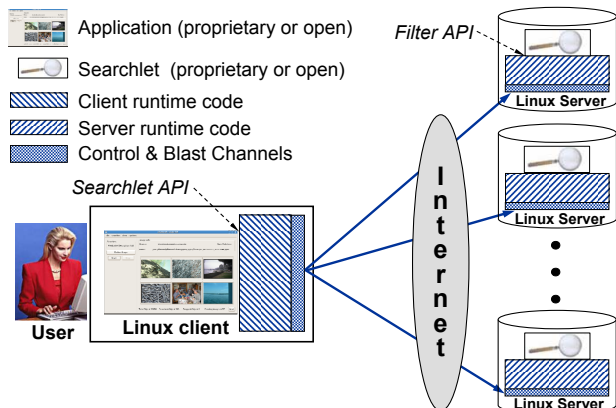 Application (proprietary or open)
Searchlet (proprietary or open)
Client runtime code
Server runtime code
Control & Blast Channels
Searchlet API
User
Linux client
Internet
Filter API
Linux Server
Linux Server
Linux Server